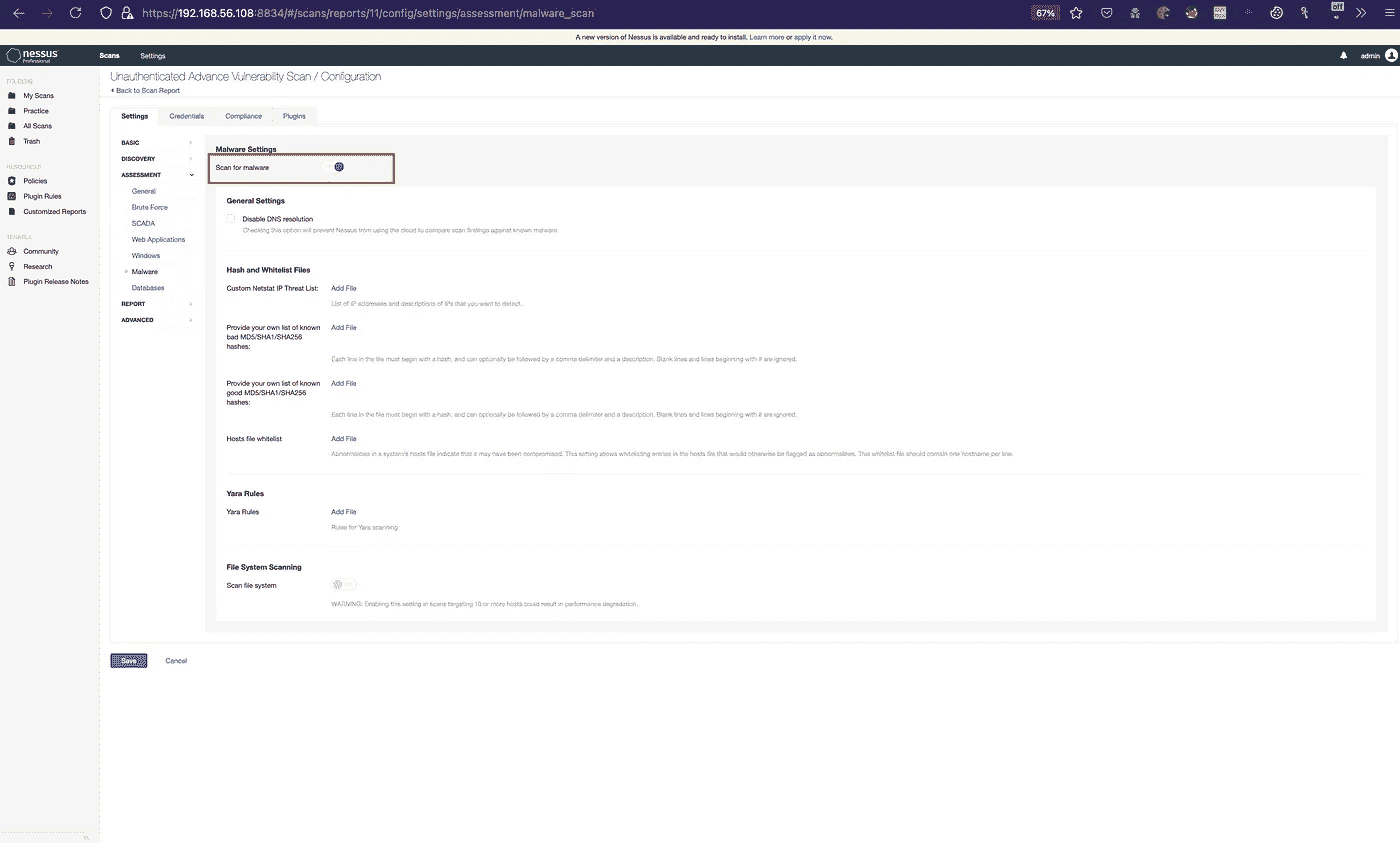 https://192.168.56.108:8834/#/scans/reports/11/config/settings/assessment/malware_scan
67%
off
A new version of Nessus is available and ready to install. Learn more or apply it now.
nessus
Professional
Scans
Settings
admin
FOLDERS
My Scans
Practice
All Scans
Trash
RESOURCES
Policies
Plugin Rules
Customized Reports
TENABLE
Community
Research
Plugin Release Notes
Unauthenticated Advance Vulnerability Scan / Configuration
Back to Scan Report
Settings
Credentials
Compliance
Plugins
BASIC
DISCOVERY
ASSESSMENT
General
Brute Force
SCADA
Web Applications
Windows
Malware
Databases
REPORT
ADVANCED
Malware Settings
Scan for malware
General Settings
Disable DNS resolution
Checking this option will prevent Nessus from using the cloud to compare scan findings against known malware.
Hash and Whitelist Files
Custom Netstat IP Threat List:
Add File
List of IP addresses and descriptions of IPs that you want to detect.
Provide your own list of known
bad MD5/SHA1/SHA256
hashes:
Add File
Each line in the file must begin with a hash, and can optionally be followed by a comma delimiter and a description. Blank lines and lines beginning with # are ignored.
Provide your own list of known
good MD5/SHA1/SHA256
hashes:
Add File
Each line in the file must begin with a hash, and can optionally be followed by a comma delimiter and a description. Blank lines and lines beginning with # are ignored.
Hosts file whitelist
Add File
Abnormalities in a system's hosts file indicate that it may have been compromised. This setting allows whitelisting entries in the hosts file that would otherwise be flagged as abnormalities. This whitelist file should contain one hostname per line.
Yara Rules
Yara Rules
Add File
Rules for Yara scanning
File System Scanning
Scan file system
WARNING: Enabling this setting in scans targeting 10 or more hosts could result in performance degredation.
Save
Cancel